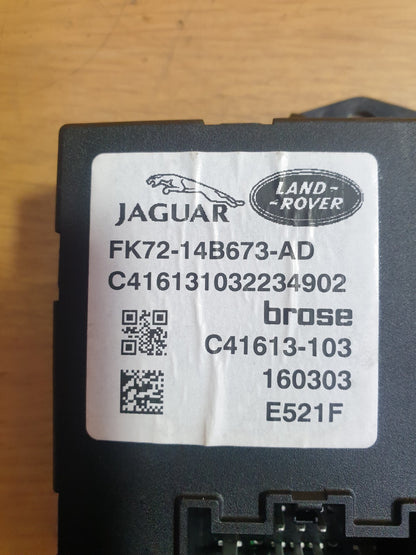 JAGUAR
LAND-
-ROVER
FK72-14B673-AD
C416131032234902
brose
C41613-103
160303
E521F